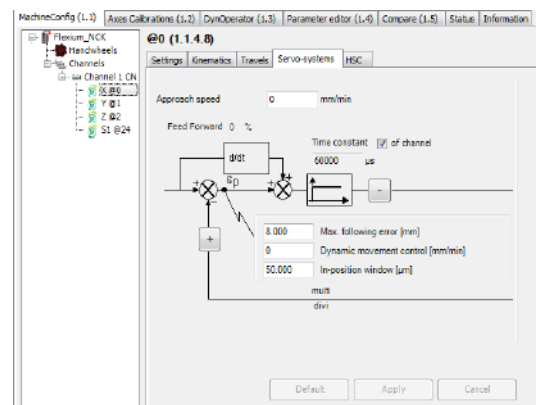 MachineConfig (1.1) Axes Calibrations (1.2) DynOperator (1.3) Parameter editor (1.4) Compare (1.5) Status Information
Flexium_NCK
Handwheels
Channels
Channel 1 CN
X @0
Y @1
Z @2
S1 @24
@0 (1.1.4.8)
Settings Kinematics Travels Servo-systems HSC
Approach speed 0 mm/min
Feed Forward 0 %
Time constant of channel
d/dt 60000 µs
+ + εp + -
-
+
8.000 Max. following error [mm]
0 Dynamic movement control [mm/min]
50.000 In-position window [µm]
multi
divi
Default Apply Cancel